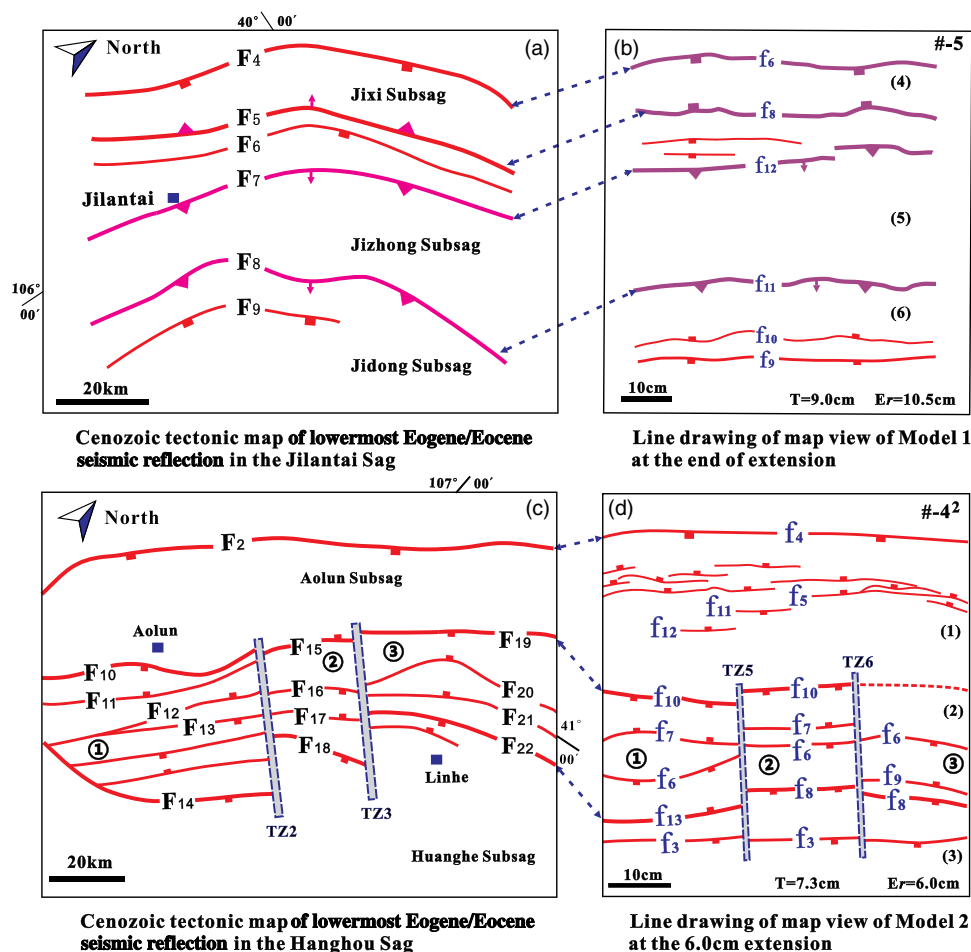 40° 00′
North
(a)
F4
Jixi Subsag
F5
F6
F7
Jilantai
Jizhong Subsag
F8
106° 00′
F9
Jidong Subsag
20km
Cenozoic tectonic map of lowermost Eogene/Eocene
seismic reflection in the Jilantai Sag
(b)
#-5
f6
(4)
f8
f12
(5)
f11
(6)
f10
f9
10cm
T=9.0cm Er=10.5cm
Line drawing of map view of Model 1
at the end of extension
107° 00′
North
(c)
F2
Aolun Subsag
Aolun
F15
②
③
F19
F10
F11
F12
F16
F20
F13
F17
F21
41° 00′
①
F18
F22
Linhe
F14
TZ2
TZ3
Huanghe Subsag
20km
Cenozoic tectonic map of lowermost Eogene/Eocene
seismic reflection in the Hanghou Sag
(d)
#-4²
f4
f5
f11
f12
(1)
TZ5
TZ6
f10
f10
(2)
f7
f7
f6
f6
①
②
③
f6
f9
f8
f8
f13
f3
f3
f3
(3)
10cm
T=7.3cm Er=6.0cm
Line drawing of map view of Model 2
at the 6.0cm extension